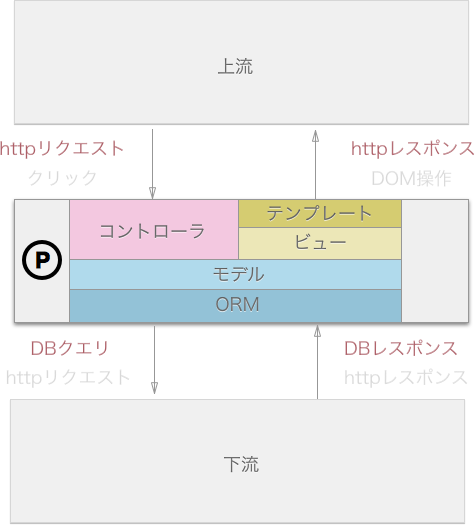 上流
httpリクエスト
httpレスポンス
クリック
DOM操作
コントローラ
テンプレート
ビュー
P
モデル
ORM
DBクエリ
DBレスポンス
httpリクエスト
httpレスポンス
下流